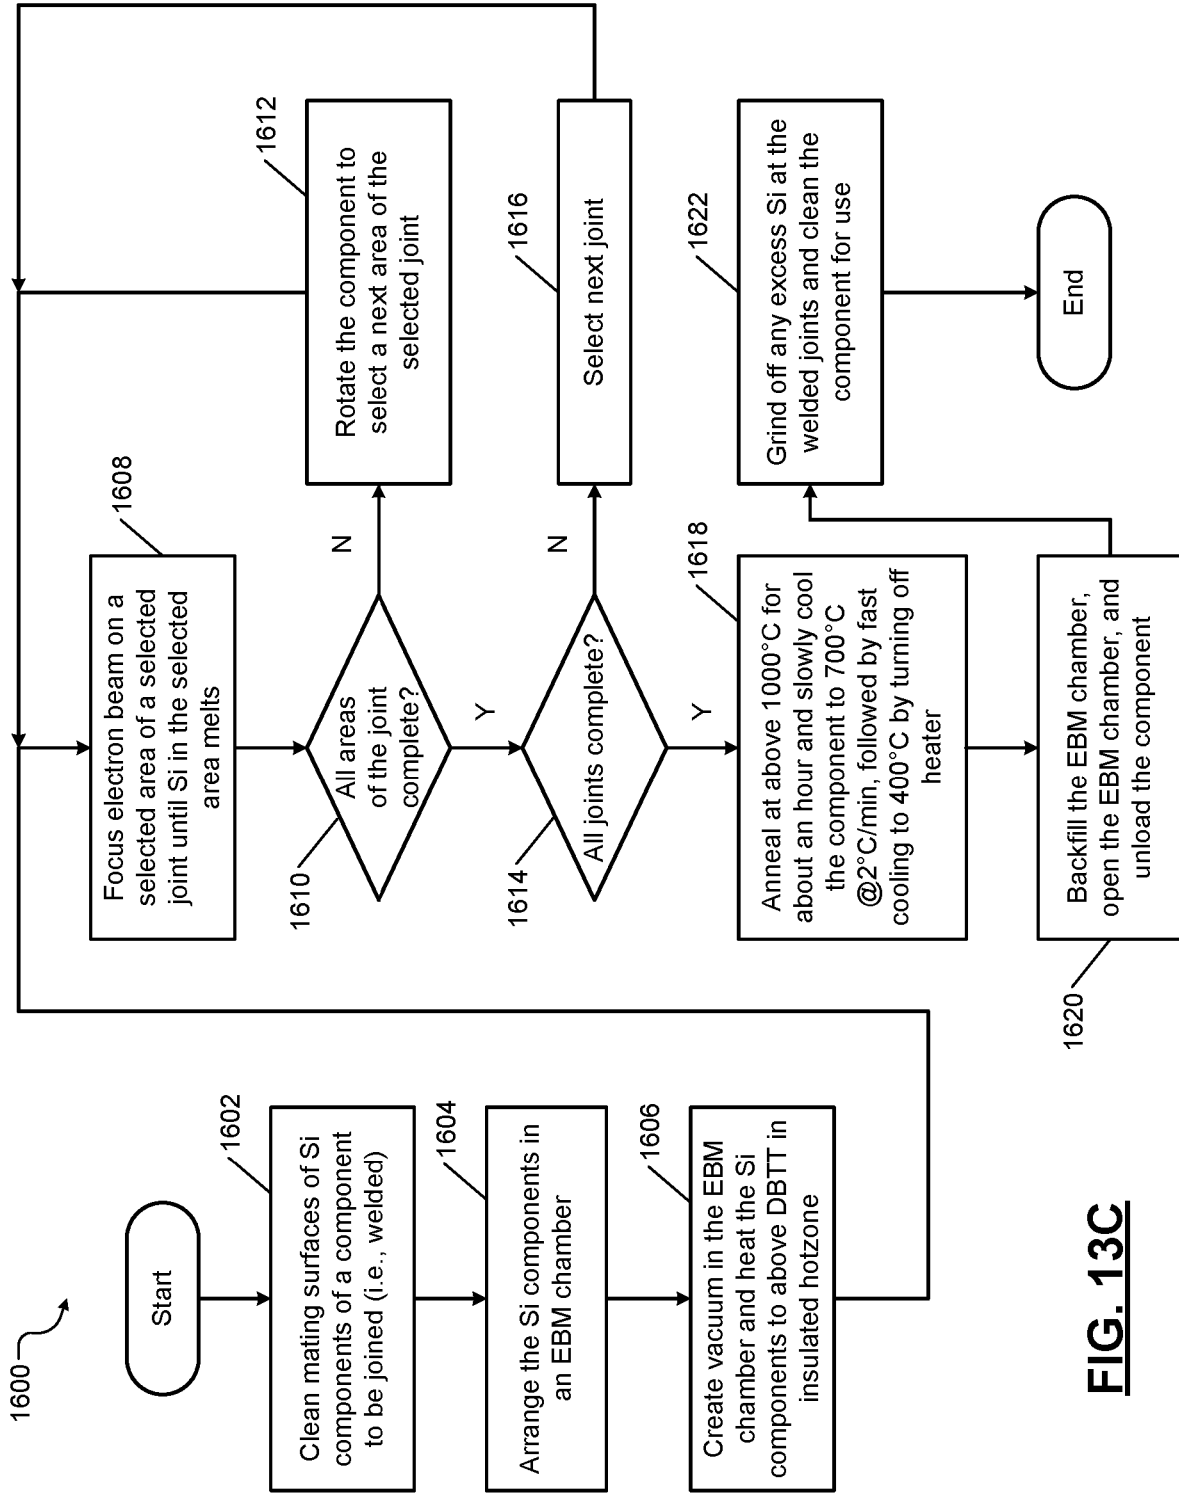 1600
Start
1602
Clean mating surfaces of Si
components of a component
to be joined (i.e., welded)
1604
Arrange the Si components in
an EBM chamber
1606
Create vacuum in the EBM
chamber and heat the Si
components to above DBTT in
insulated hotzone
1608
Focus electron beam on a
selected area of a selected
joint until Si in the selected
area melts
1610
All areas
of the joint
complete?
N
Y
1612
Rotate the component to
select a next area of the
selected joint
1614
All joints complete?
N
Y
1616
Select next joint
1618
Anneal at above 1000°C for
about an hour and slowly cool
the component to 700°C
@2°C/min, followed by fast
cooling to 400°C by turning off
heater
1620
Backfill the EBM chamber,
open the EBM chamber, and
unload the component
1622
Grind off any excess Si at the
welded joints and clean the
component for use
End
FIG. 13C